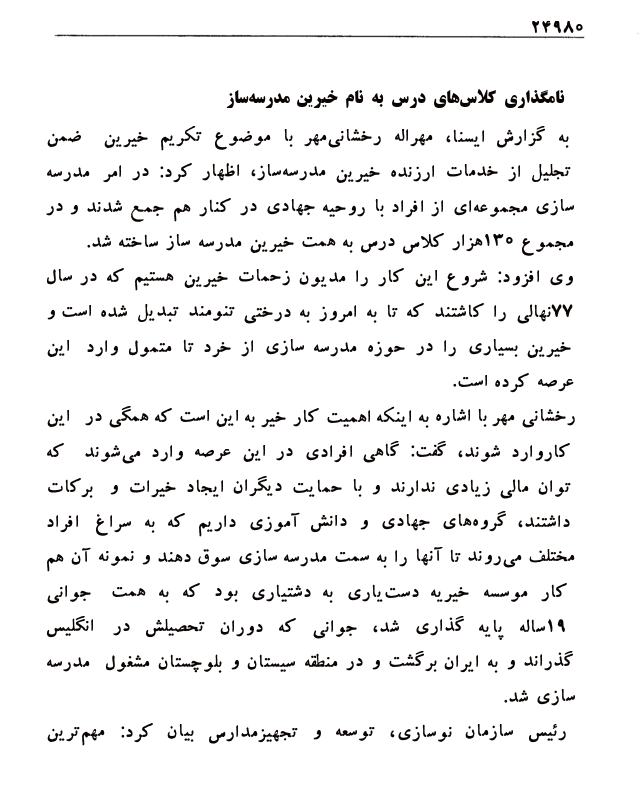 ۲۴۹۸۰
نامگذاری کلاس‌های درس به نام خیرین مدرسه‌ساز
به گزارش ایسنا، مهراله رخشانی‌مهر با موضوع تکریم خیرین ضمن
تجلیل از خدمات ارزنده خیرین مدرسه‌ساز، اظهار کرد: در امر مدرسه
سازی مجموعه‌ای از افراد با روحیه جهادی در کنار هم جمع شدند و در
مجموع ۱۳۰هزار کلاس درس به همت خیرین مدرسه ساز ساخته شد.
وی افزود: شروع این کار را مدیون زحمات خیرین هستیم که در سال
۷۷نهالی را کاشتند که تا به امروز به درختی تنومند تبدیل شده است و
خیرین بسیاری را در حوزه مدرسه سازی از خرد تا متمول وارد این
عرصه کرده است.
رخشانی مهر با اشاره به اینکه اهمیت کار خیر به این است که همگی در این
کاروارد شوند، گفت: گاهی افرادی در این عرصه وارد می‌شوند که
توان مالی زیادی ندارند و با حمایت دیگران ایجاد خیرات و برکات
داشتند، گروه‌های جهادی و دانش آموزی داریم که به سراغ افراد
مختلف می‌روند تا آنها را به سمت مدرسه سازی سوق دهند و نمونه آن هم
کار موسسه خیریه دست‌یاری به دشتیاری بود که به همت جوانی
۱۹ساله پایه گذاری شد، جوانی که دوران تحصیلش در انگلیس
گذراند و به ایران برگشت و در منطقه سیستان و بلوچستان مشغول مدرسه
سازی شد.
رئیس سازمان نوسازی، توسعه و تجهیزمدارس بیان کرد: مهم‌ترین